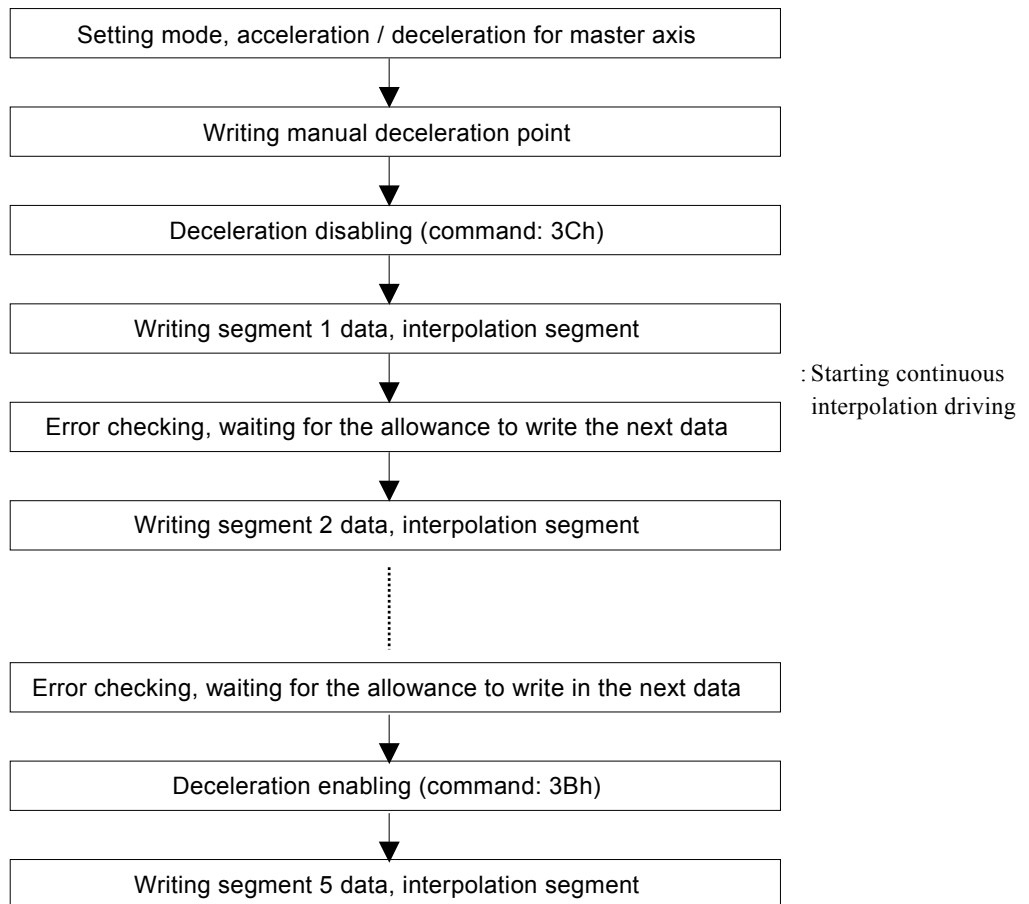 Setting mode, acceleration / deceleration for master axis
Writing manual deceleration point
Deceleration disabling (command: 3Ch)
Writing segment 1 data, interpolation segment
: Starting continuous
interpolation driving
Error checking, waiting for the allowance to write the next data
Writing segment 2 data, interpolation segment
Error checking, waiting for the allowance to write in the next data
Deceleration enabling (command: 3Bh)
Writing segment 5 data, interpolation segment